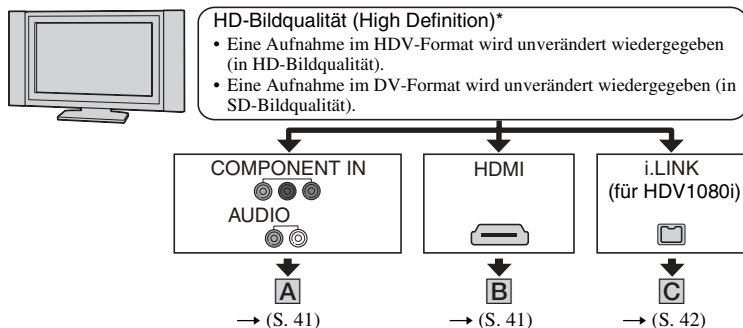 HD-Bildqualität (High Definition)*
• Eine Aufnahme im HDV-Format wird unverändert wiedergegeben
(in HD-Bildqualität).
• Eine Aufnahme im DV-Format wird unverändert wiedergegeben (in
SD-Bildqualität).
COMPONENT IN
AUDIO
HDMI
i.LINK
(für HDV1080i)
A
B
C
→ (S. 41)
→ (S. 41)
→ (S. 42)